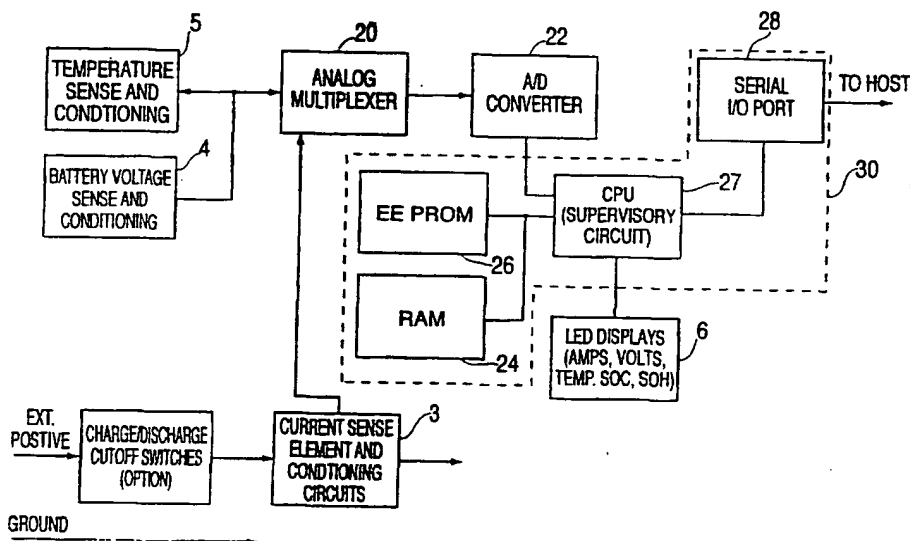 5
TEMPERATURE
SENSE AND
CONDTIONING
20
ANALOG
MULTIPLEXER
22
A/D
CONVERTER
28
SERIAL
I/O PORT
TO HOST
4
BATTERY VOLTAGE
SENSE AND
CONDITIONING
EE PROM
26
CPU
(SUPERVISORY
CIRCUIT)
27
30
RAM
24
LED DISPLAYS
(AMPS, VOLTS,
TEMP. SOC, SOH)
6
EXT.
POSTIVE
CHARGE/DISCHARGE
CUTOFF SWITCHES
(OPTION)
CURRENT SENSE
ELEMENT AND
CONDTIONING
CIRCUITS
3
GROUND